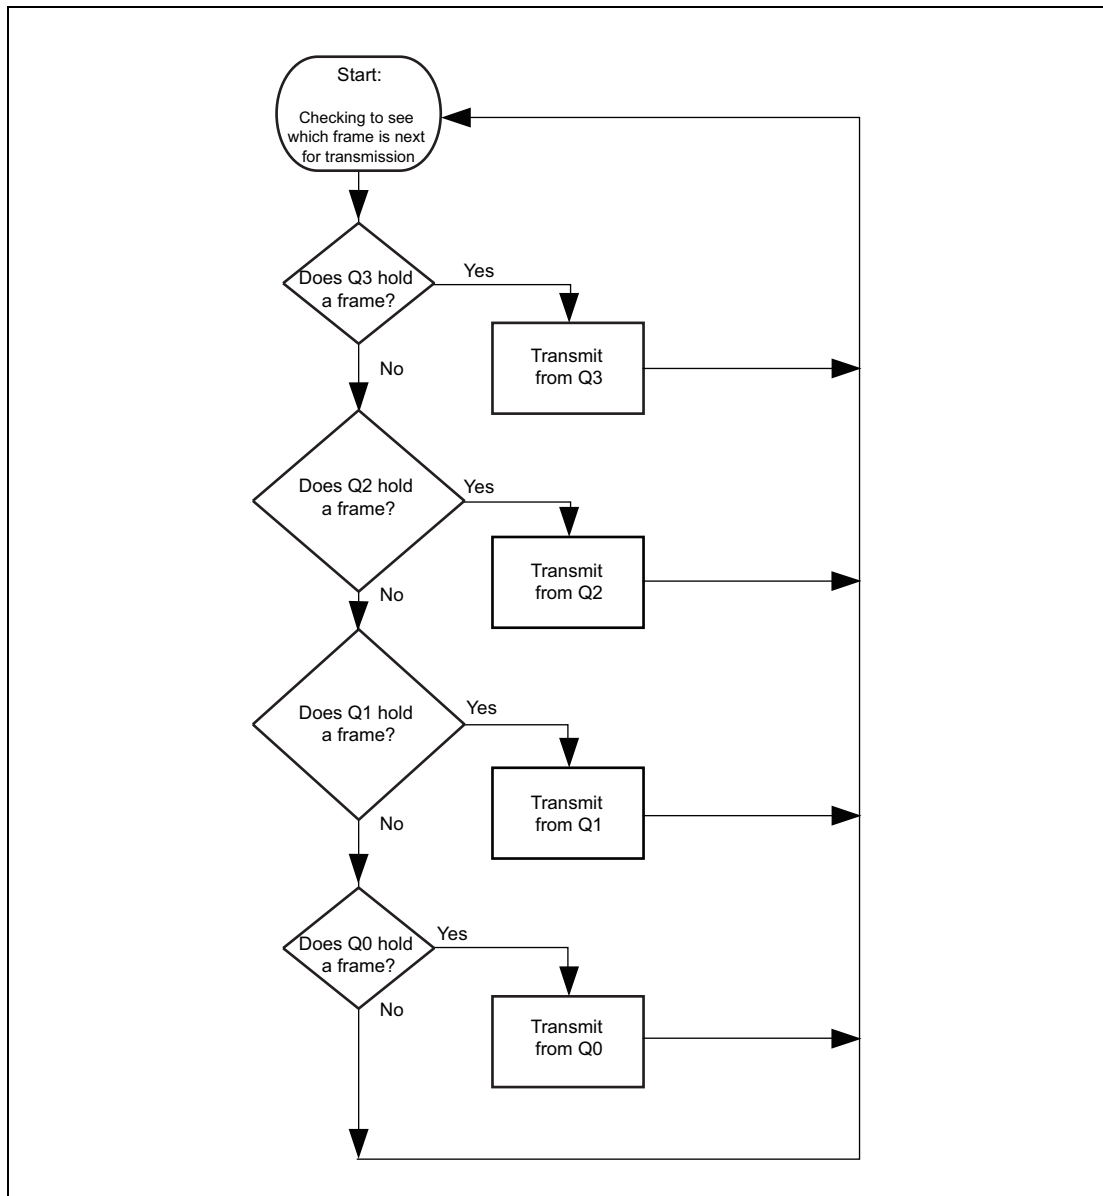 Start:
Checking to see
which frame is next
for transmission
Does Q3 hold
a frame?
Yes
Transmit
from Q3
No
Does Q2 hold
a frame?
Yes
Transmit
from Q2
No
Does Q1 hold
a frame?
Yes
Transmit
from Q1
No
Does Q0 hold
a frame?
Yes
Transmit
from Q0
No